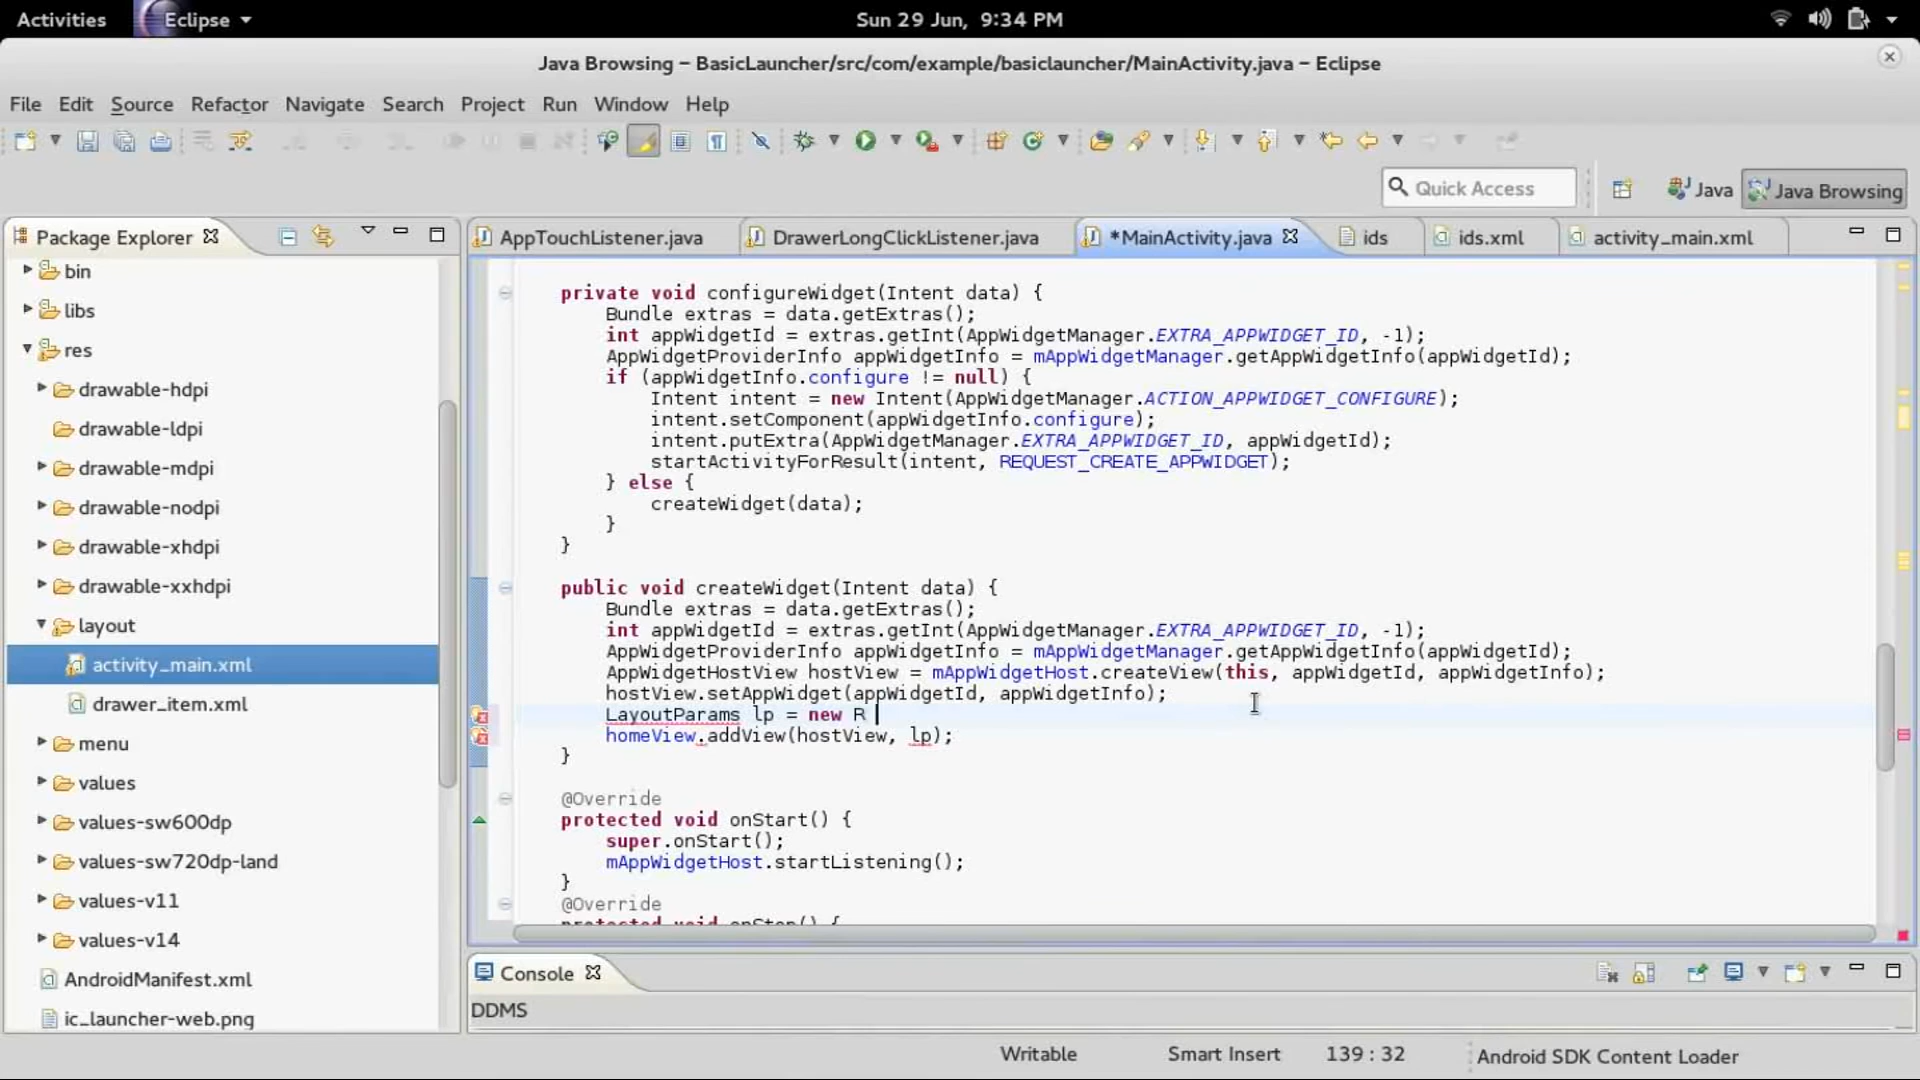 Activities Eclipse Sun 29 Jun, 9:34 PM
Java Browsing – BasicLauncher/src/com/example/basiclauncher/MainActivity.java – Eclipse
File Edit Source Refactor Navigate Search Project Run Window Help
Quick Access Java Java Browsing
Package Explorer
bin
libs
res
drawable-hdpi
drawable-ldpi
drawable-mdpi
drawable-nodpi
drawable-xhdpi
drawable-xxhdpi
layout
activity_main.xml
drawer_item.xml
menu
values
values-sw600dp
values-sw720dp-land
values-v11
values-v14
AndroidManifest.xml
ic_launcher-web.png
AppTouchListener.java DrawerLongClickListener.java *MainActivity.java ids ids.xml activity_main.xml
private void configureWidget(Intent data) {
Bundle extras = data.getExtras();
int appWidgetId = extras.getInt(AppWidgetManager.EXTRA_APPWIDGET_ID, -1);
AppWidgetProviderInfo appWidgetInfo = mAppWidgetManager.getAppWidgetInfo(appWidgetId);
if (appWidgetInfo.configure != null) {
Intent intent = new Intent(AppWidgetManager.ACTION_APPWIDGET_CONFIGURE);
intent.setComponent(appWidgetInfo.configure);
intent.putExtra(AppWidgetManager.EXTRA_APPWIDGET_ID, appWidgetId);
startActivityForResult(intent, REQUEST_CREATE_APPWIDGET);
} else {
createWidget(data);
}
}
public void createWidget(Intent data) {
Bundle extras = data.getExtras();
int appWidgetId = extras.getInt(AppWidgetManager.EXTRA_APPWIDGET_ID, -1);
AppWidgetProviderInfo appWidgetInfo = mAppWidgetManager.getAppWidgetInfo(appWidgetId);
AppWidgetHostView hostView = mAppWidgetHost.createView(this, appWidgetId, appWidgetInfo);
hostView.setAppWidget(appWidgetId, appWidgetInfo);
LayoutParams lp = new R
homeView.addView(hostView, lp);
}
@Override
protected void onStart() {
super.onStart();
mAppWidgetHost.startListening();
}
@Override
protected void onStop() {
Console
DDMS
Writable Smart Insert 139 : 32 Android SDK Content Loader